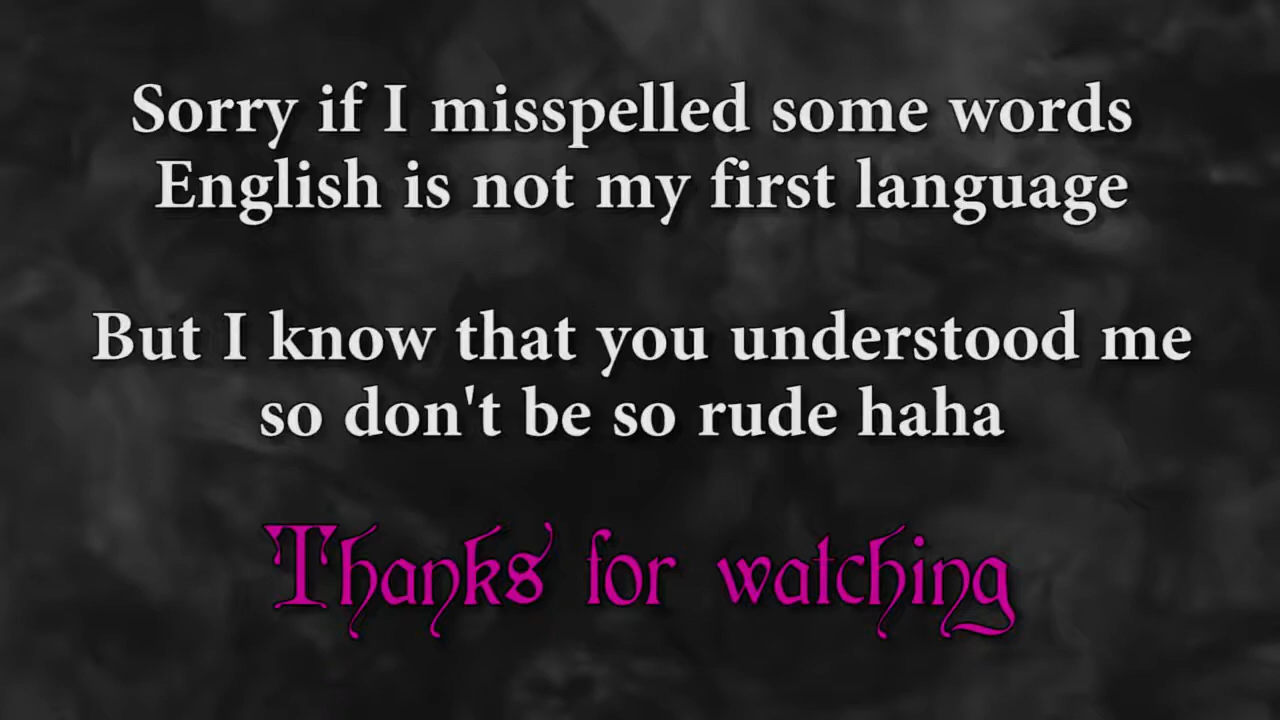 Sorry if I misspelled some words
English is not my first language
But I know that you understood me
so don't be so rude haha
Thanks for watching